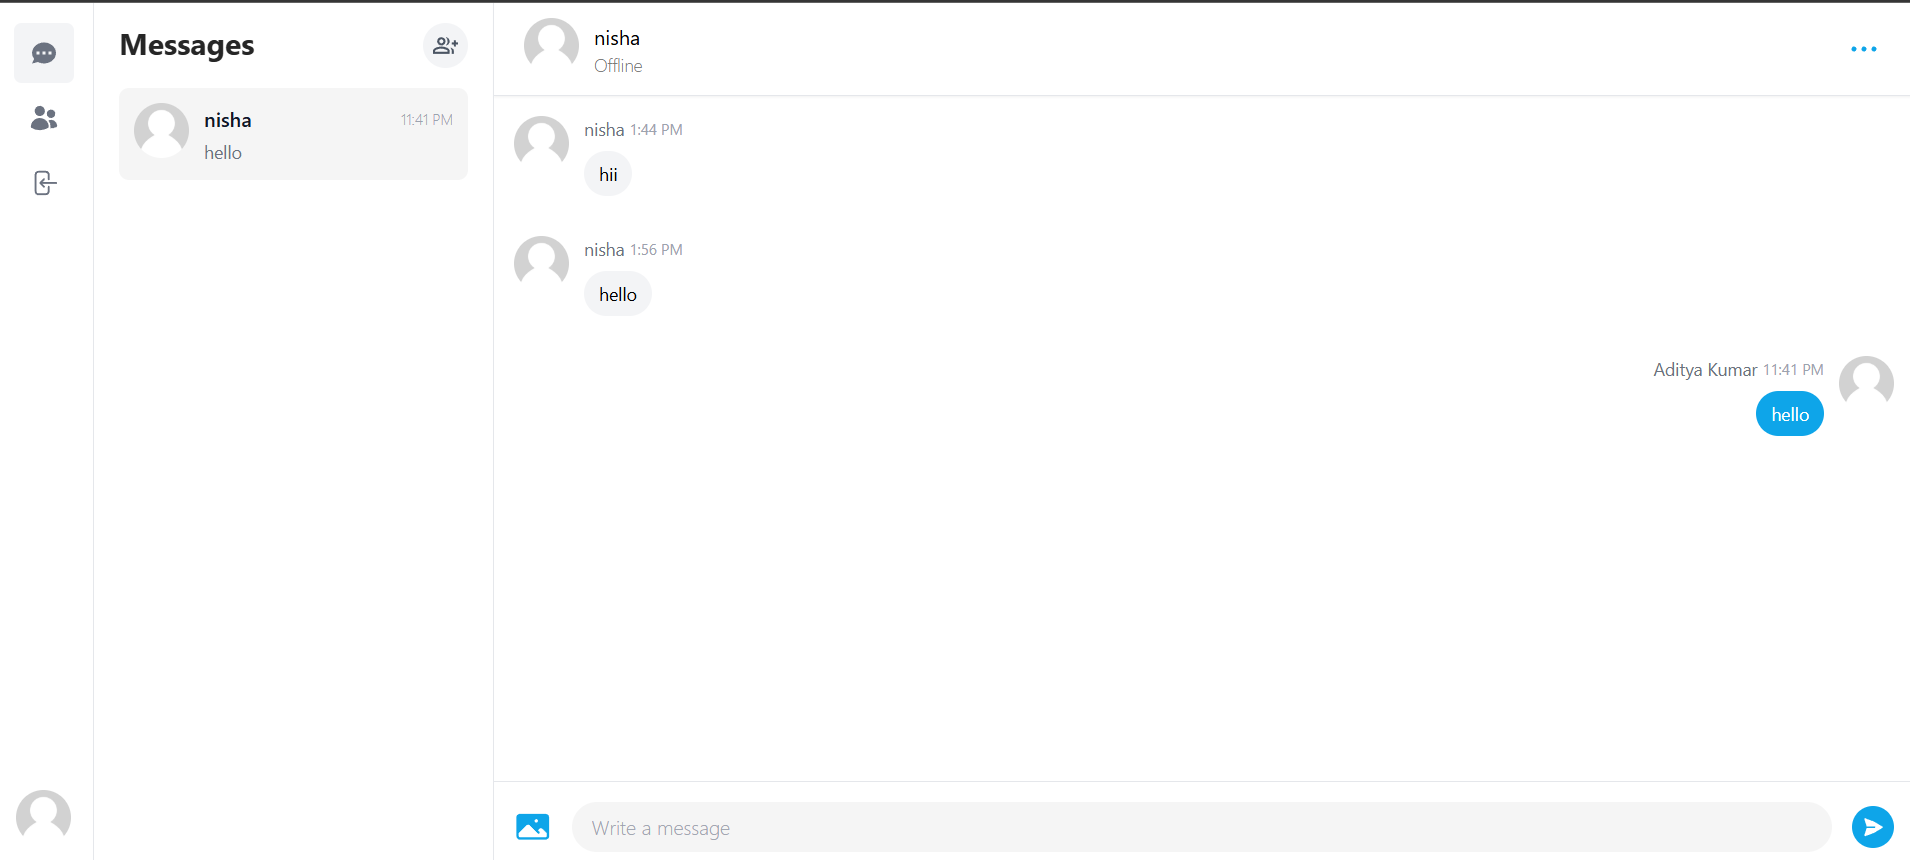 Messages
nisha 11:41 PM
hello
nisha
Offline
nisha 1:44 PM
hii
nisha 1:56 PM
hello
Aditya Kumar 11:41 PM
hello
Write a message